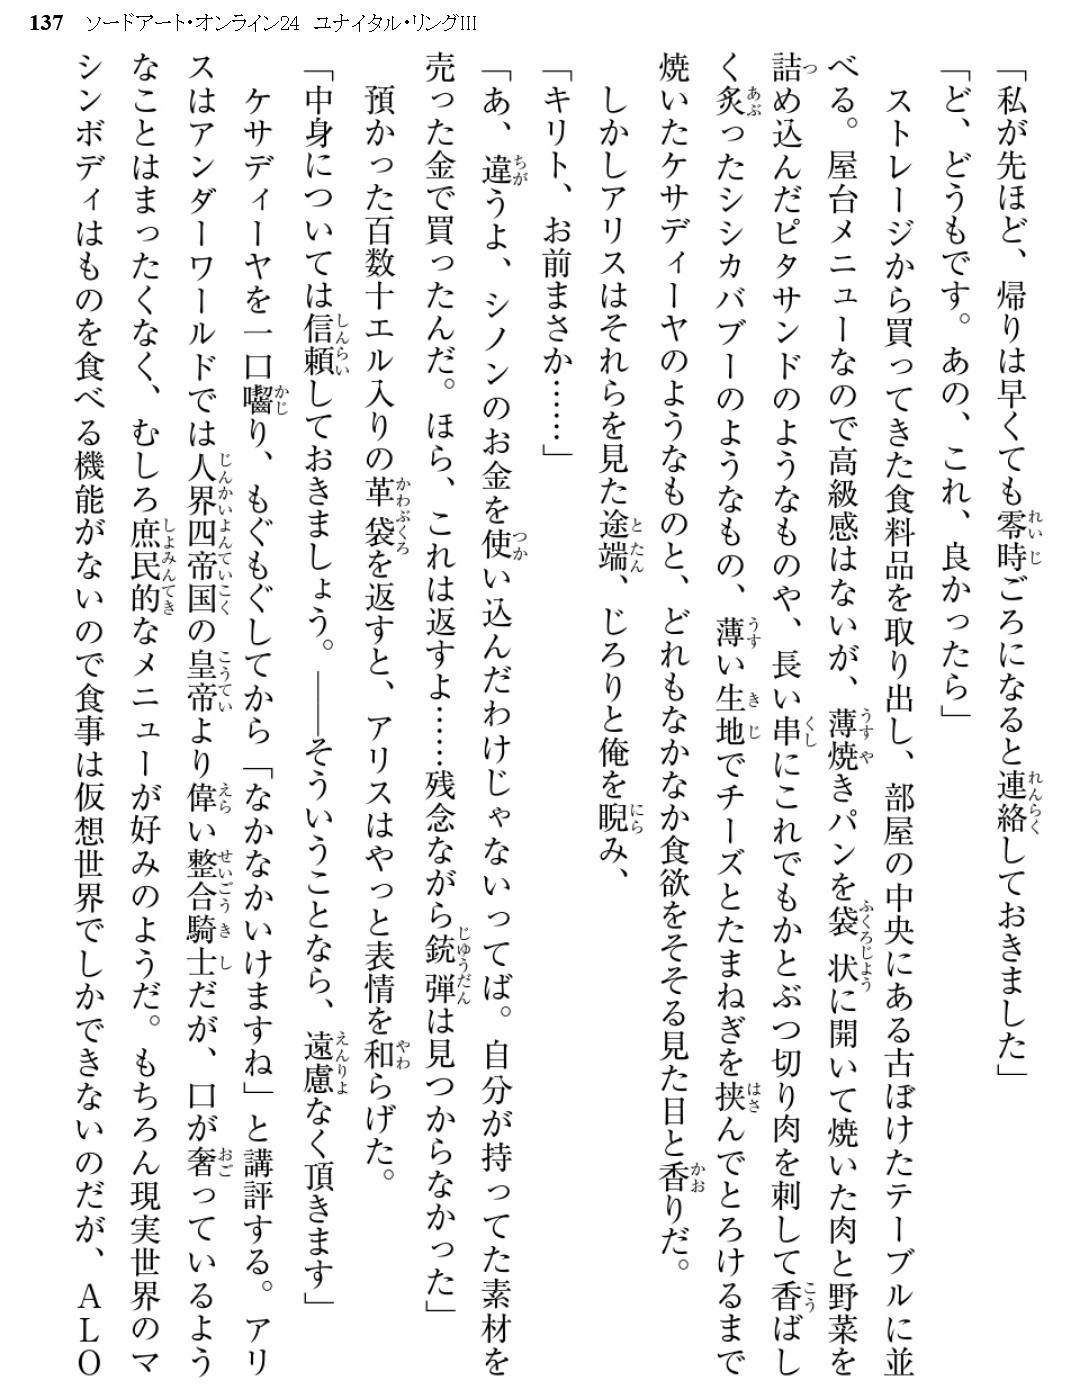 137 ソードアート・オンライン24 ユナイタル・リングIII
「私が先ほど、帰りは早くても零時ごろになると連絡しておきました」
「ど、どうもです。あの、これ、良かったら」
ストレージから買ってきた食料品を取り出し、部屋の中央にある古ぼけたテーブルに並
べる。屋台メニューなので高級感はないが、薄焼きパンを袋状に開いて焼いた肉と野菜を
詰め込んだピタサンドのようなものや、長い串にこれでもかとぶつ切り肉を刺して香ばし
く炙ったシシカバブーのようなもの、薄い生地でチーズとたまねぎを挟んでとろけるまで
焼いたケサディーヤのようなものと、どれもなかなか食欲をそそる見た目と香りだ。
しかしアリスはそれらを見た途端、じろりと俺を睨み、
「キリト、お前まさか……」
「あ、違うよ、シノンのお金を使い込んだわけじゃないってば。自分が持ってた素材を
売った金で買ったんだ。ほら、これは返すよ……残念ながら銃弾は見つからなかった」
預かった百数十エル入りの革袋を返すと、アリスはやっと表情を和らげた。
「中身については信頼しておきましょう。――そういうことなら、遠慮なく頂きます」
ケサディーヤを一口囓り、もぐもぐしてから「なかなかいけますね」と講評する。アリ
スはアンダーワールドでは人界四帝国の皇帝より偉い整合騎士だが、口が奢っているよう
なことはまったくなく、むしろ庶民的なメニューが好みのようだ。もちろん現実世界のマ
シンボディはものを食べる機能がないので食事は仮想世界でしかできないのだが、ＡＬＯ